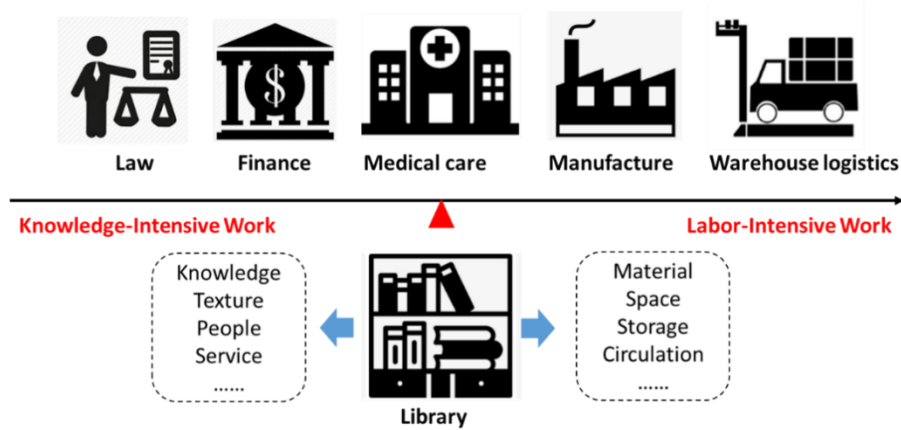 $
Law
Finance
Medical care
Manufacture
Warehouse logistics
Knowledge-Intensive Work
Labor-Intensive Work
Knowledge
Texture
People
Service
......
Material
Space
Storage
Circulation
......
Library